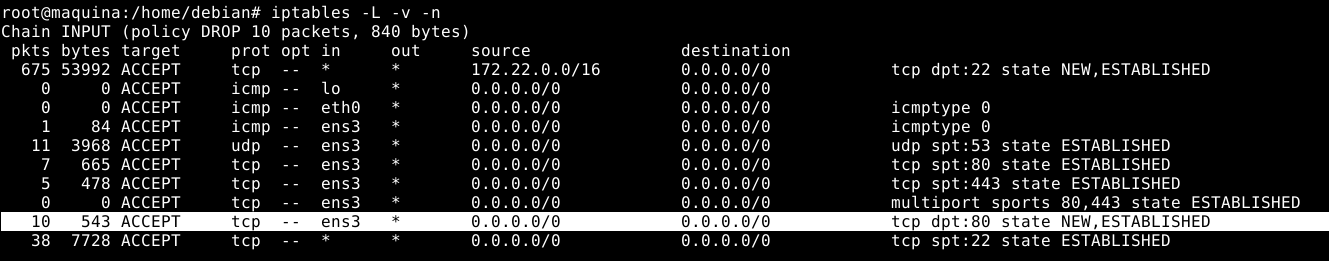 root@maquina:/home/debian# iptables -L -v -n
Chain INPUT (policy DROP 10 packets, 840 bytes)
 pkts bytes target     prot opt in     out     source               destination
  675 53992 ACCEPT     tcp  --  *      *       172.22.0.0/16        0.0.0.0/0            tcp dpt:22 state NEW,ESTABLISHED
    0     0 ACCEPT     icmp --  lo     *       0.0.0.0/0            0.0.0.0/0
    0     0 ACCEPT     icmp --  eth0   *       0.0.0.0/0            0.0.0.0/0            icmptype 0
    1    84 ACCEPT     icmp --  ens3   *       0.0.0.0/0            0.0.0.0/0            icmptype 0
   11  3968 ACCEPT     udp  --  ens3   *       0.0.0.0/0            0.0.0.0/0            udp spt:53 state ESTABLISHED
    7   665 ACCEPT     tcp  --  ens3   *       0.0.0.0/0            0.0.0.0/0            tcp spt:80 state ESTABLISHED
    5   478 ACCEPT     tcp  --  ens3   *       0.0.0.0/0            0.0.0.0/0            tcp spt:443 state ESTABLISHED
    0     0 ACCEPT     tcp  --  ens3   *       0.0.0.0/0            0.0.0.0/0            multiport sports 80,443 state ESTABLISHED
   10   543 ACCEPT     tcp  --  ens3   *       0.0.0.0/0            0.0.0.0/0            tcp dpt:80 state NEW,ESTABLISHED
   38  7728 ACCEPT     tcp  --  *      *       0.0.0.0/0            0.0.0.0/0            tcp spt:22 state ESTABLISHED